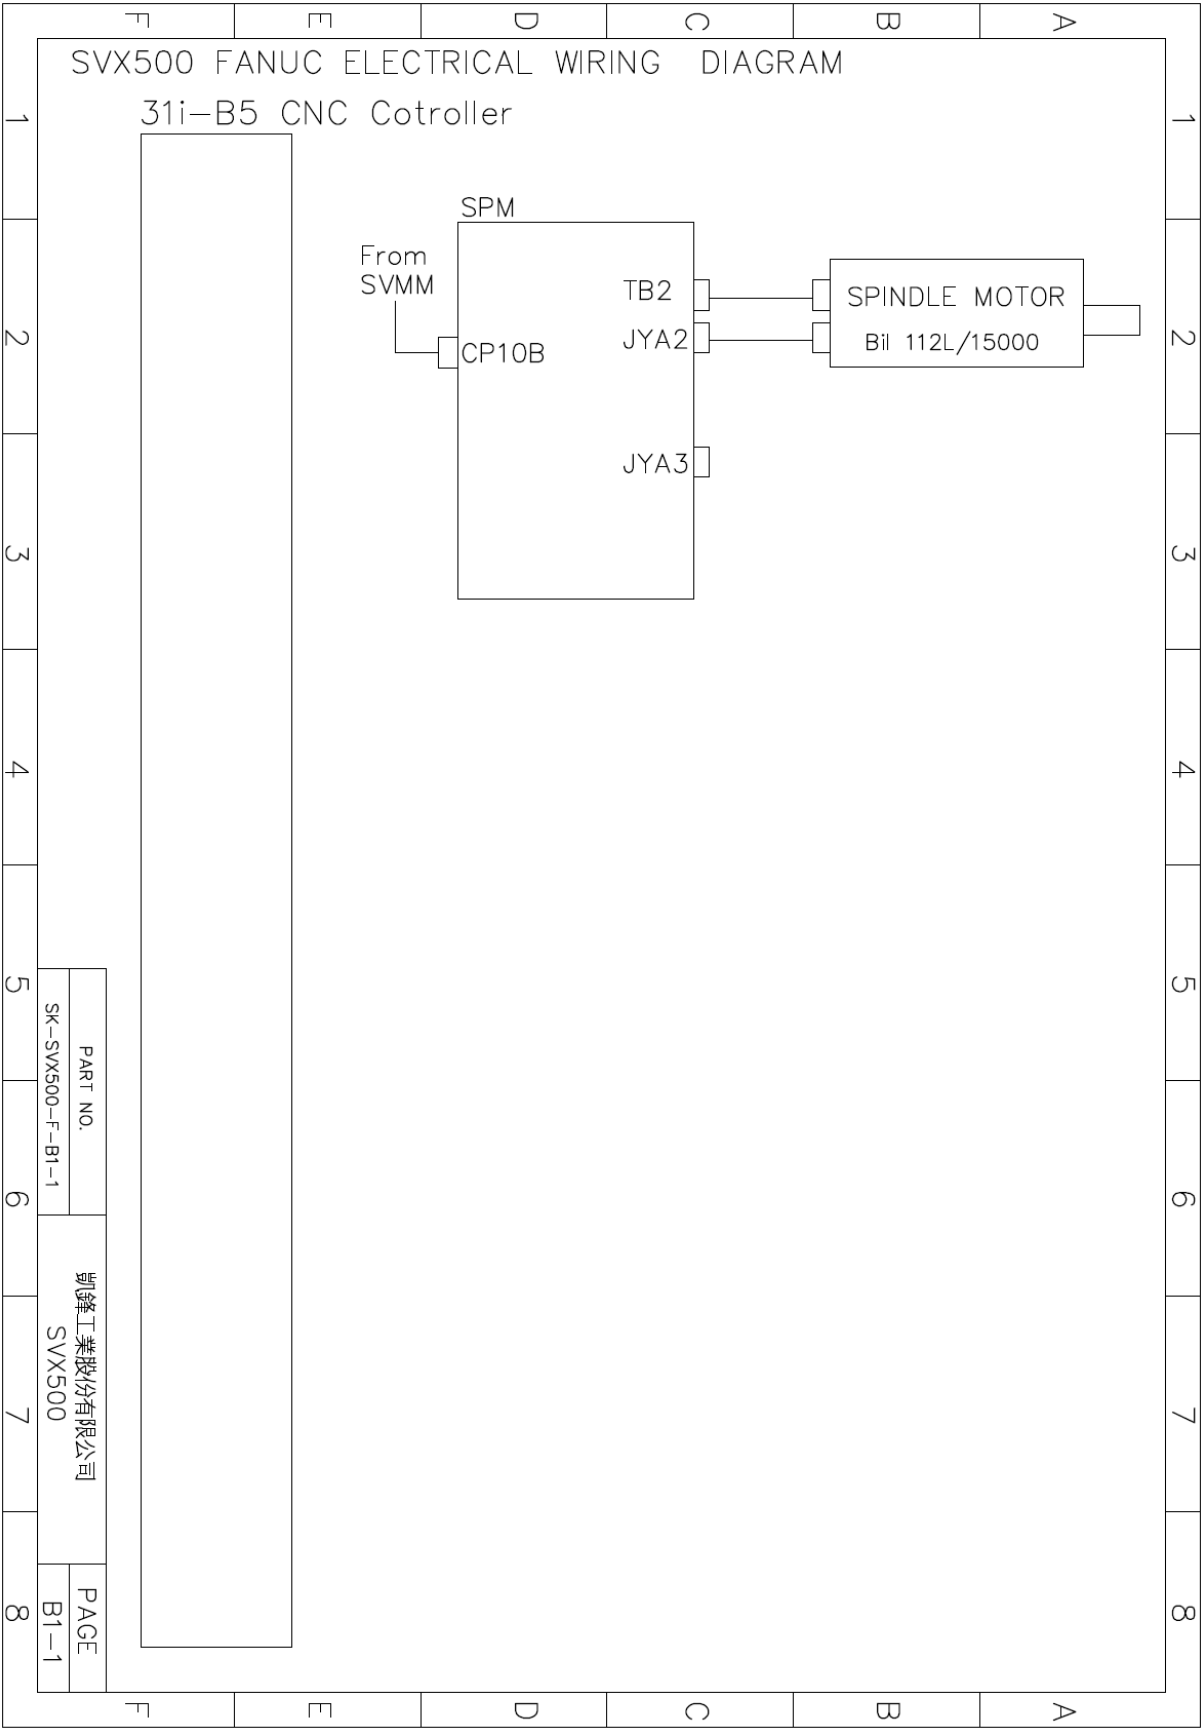 F E D C B A
SVX500 FANUC ELECTRICAL WIRING DIAGRAM
31i-B5 CNC Cotroller
1 1
SPM
From
SVMM
TB2
SPINDLE MOTOR
JYA2
Bil 112L/15000
CP10B
2 2
JYA3
3 3
4 4
5 5
PART NO.
SK-SVX500-F-B1-1
6 6
凱鋒工業股份有限公司
SVX500
7 7
PAGE
B1-1
8 8
F E D C B A